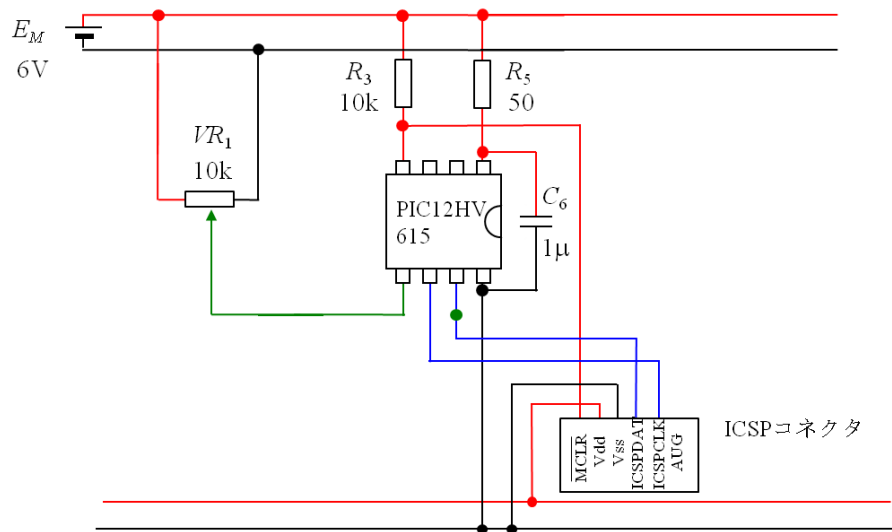 E_M
6V
R_3
10k
R_5
50
VR_1
10k
PIC12HV
615
C_6
1μ
ICSPコネクタ
MCLR
Vdd
Vss
ICSPDAT
ICSPCLK
AUG